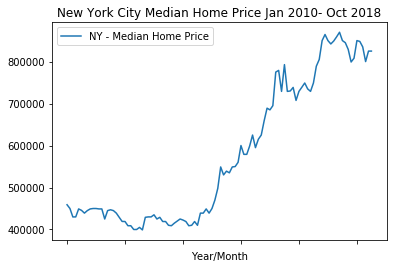 New York City Median Home Price Jan 2010- Oct 2018
NY - Median Home Price
800000
700000
600000
500000
400000
Year/Month